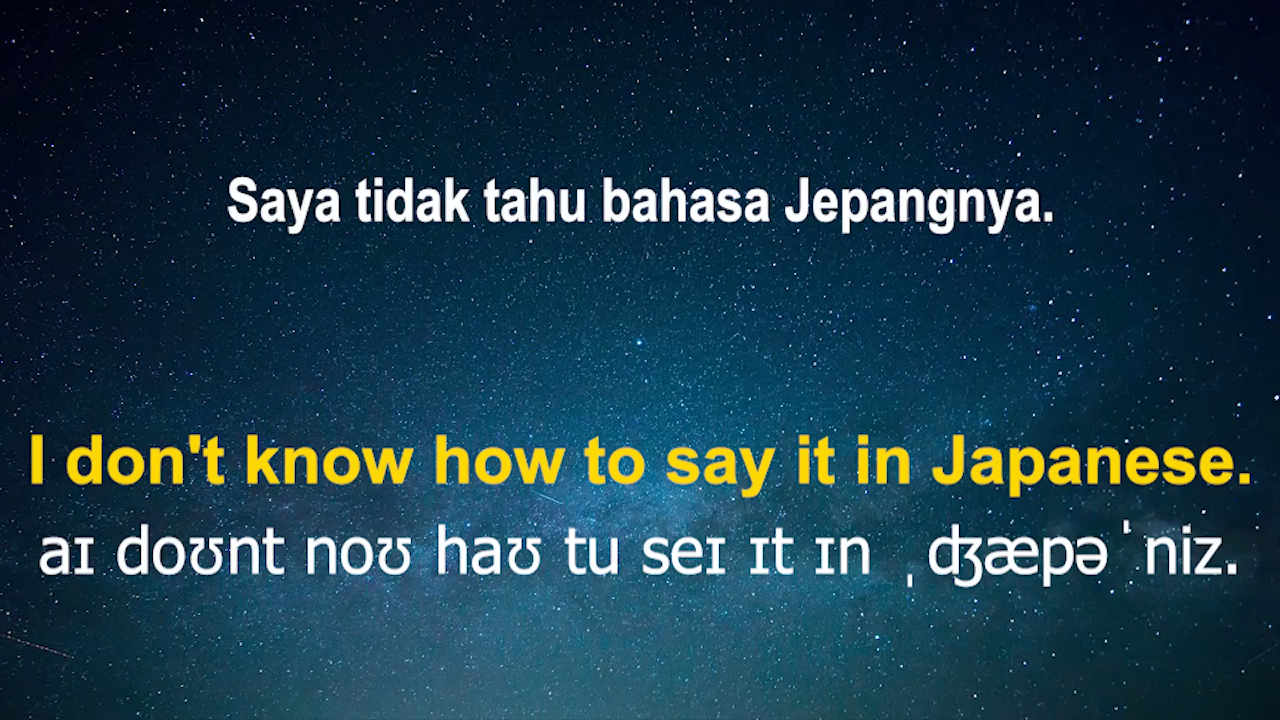 Saya tidak tahu bahasa Jepangnya.
I don't know how to say it in Japanese.
aɪ doʊnt noʊ haʊ tu seɪ ɪt ɪn ˌʤæpəˈniz.